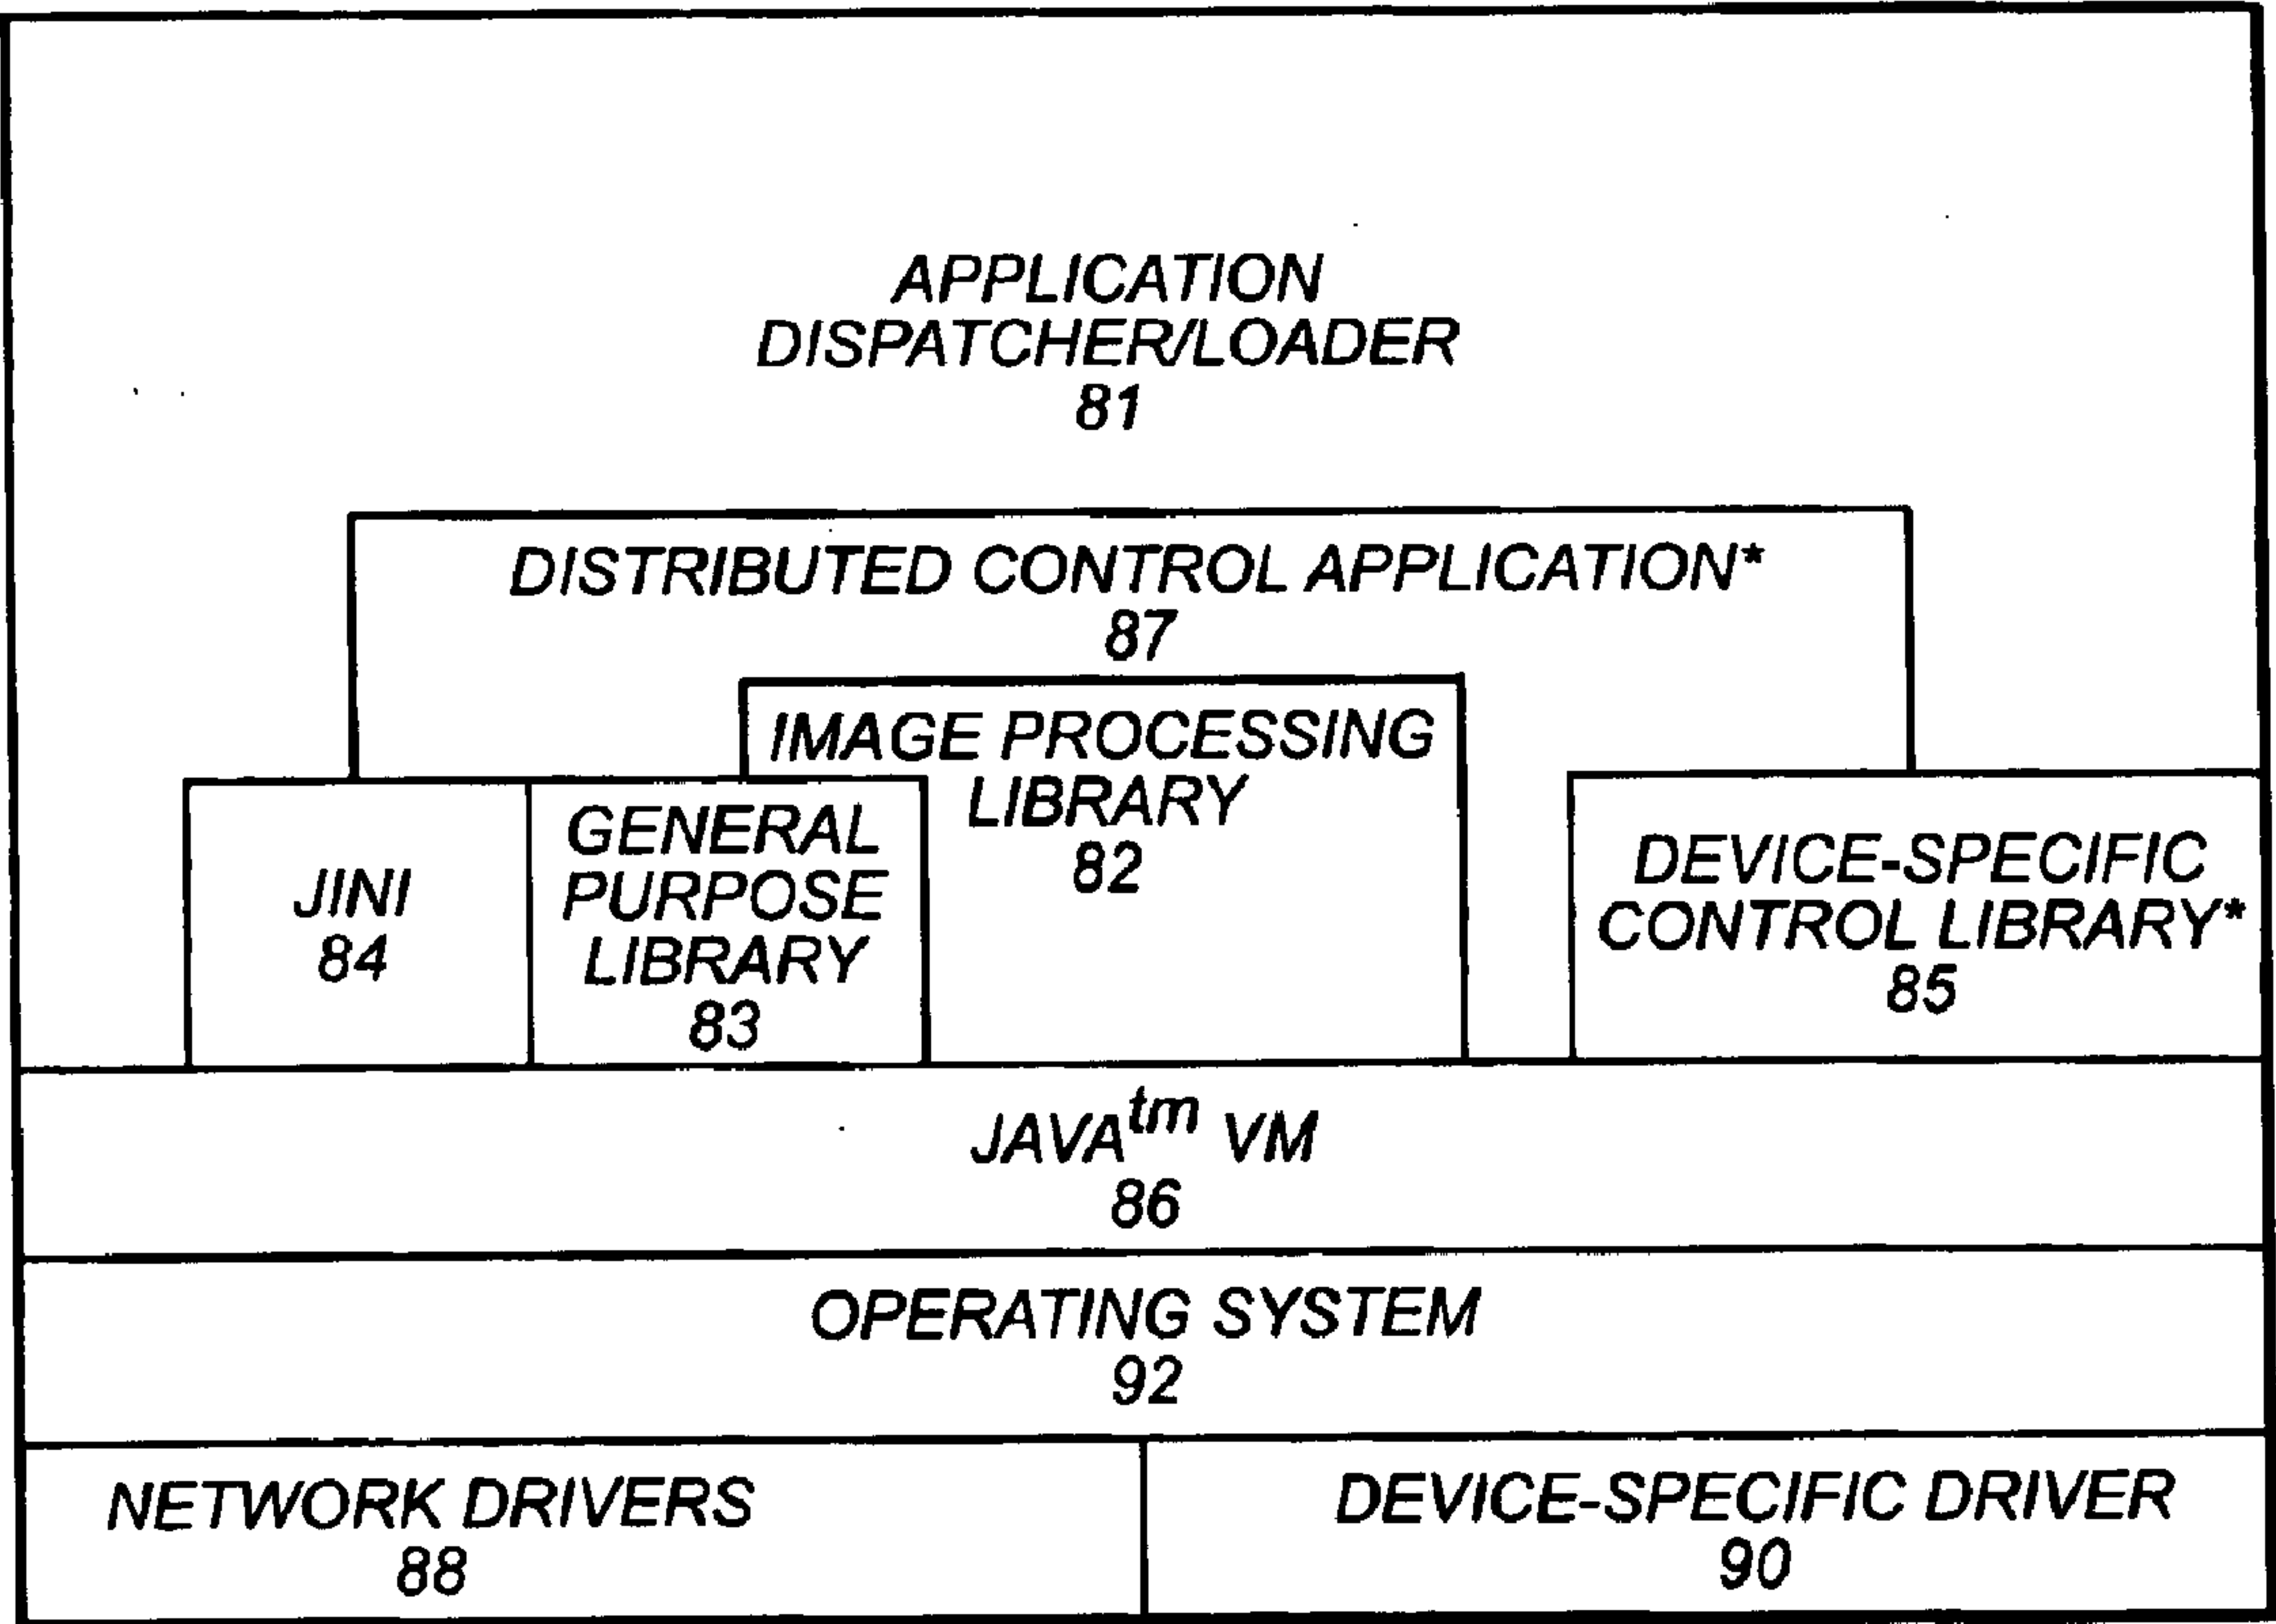 APPLICATION
DISPATCHER/LOADER
81
DISTRIBUTED CONTROL APPLICATION*
87
IMAGE PROCESSING
LIBRARY
82
JINI
84
GENERAL
PURPOSE
LIBRARY
83
DEVICE-SPECIFIC
CONTROL LIBRARY*
85
JAVAtm VM
86
OPERATING SYSTEM
92
NETWORK DRIVERS
88
DEVICE-SPECIFIC DRIVER
90